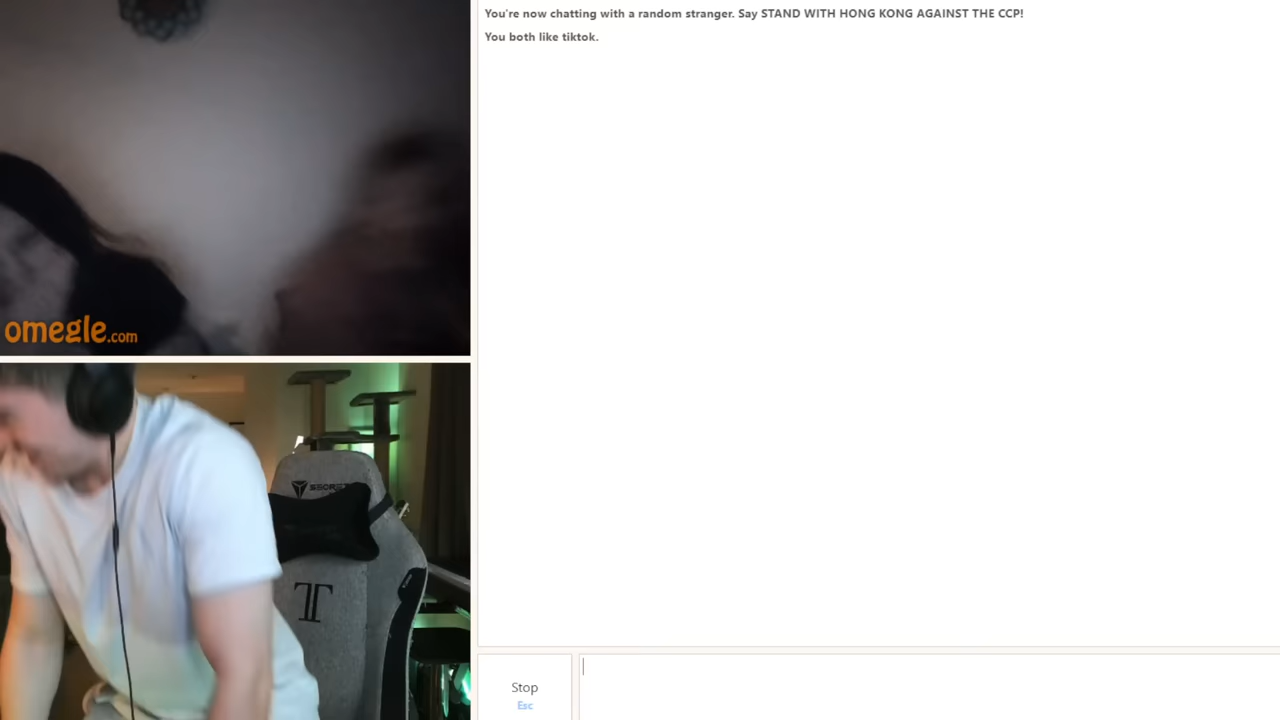 You're now chatting with a random stranger. Say STAND WITH HONG KONG AGAINST THE CCP!
You both like tiktok.
omegle.com
Stop
Esc